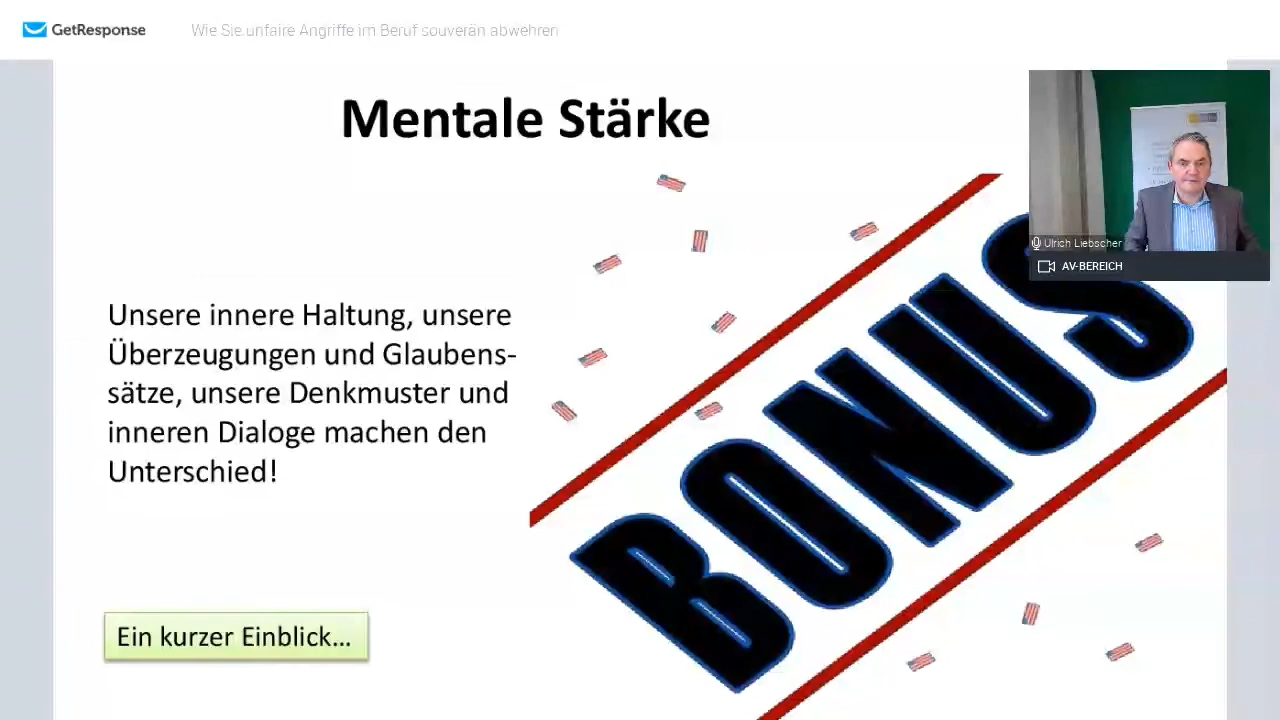 GetResponse
Wie Sie unfaire Angriffe im Beruf souverän abwehren
Mentale Stärke
Ulrich Liebscher
AV-BEREICH
Unsere innere Haltung, unsere
Überzeugungen und Glaubens-
sätze, unsere Denkmuster und
inneren Dialoge machen den
Unterschied!
BONUS
Ein kurzer Einblick...